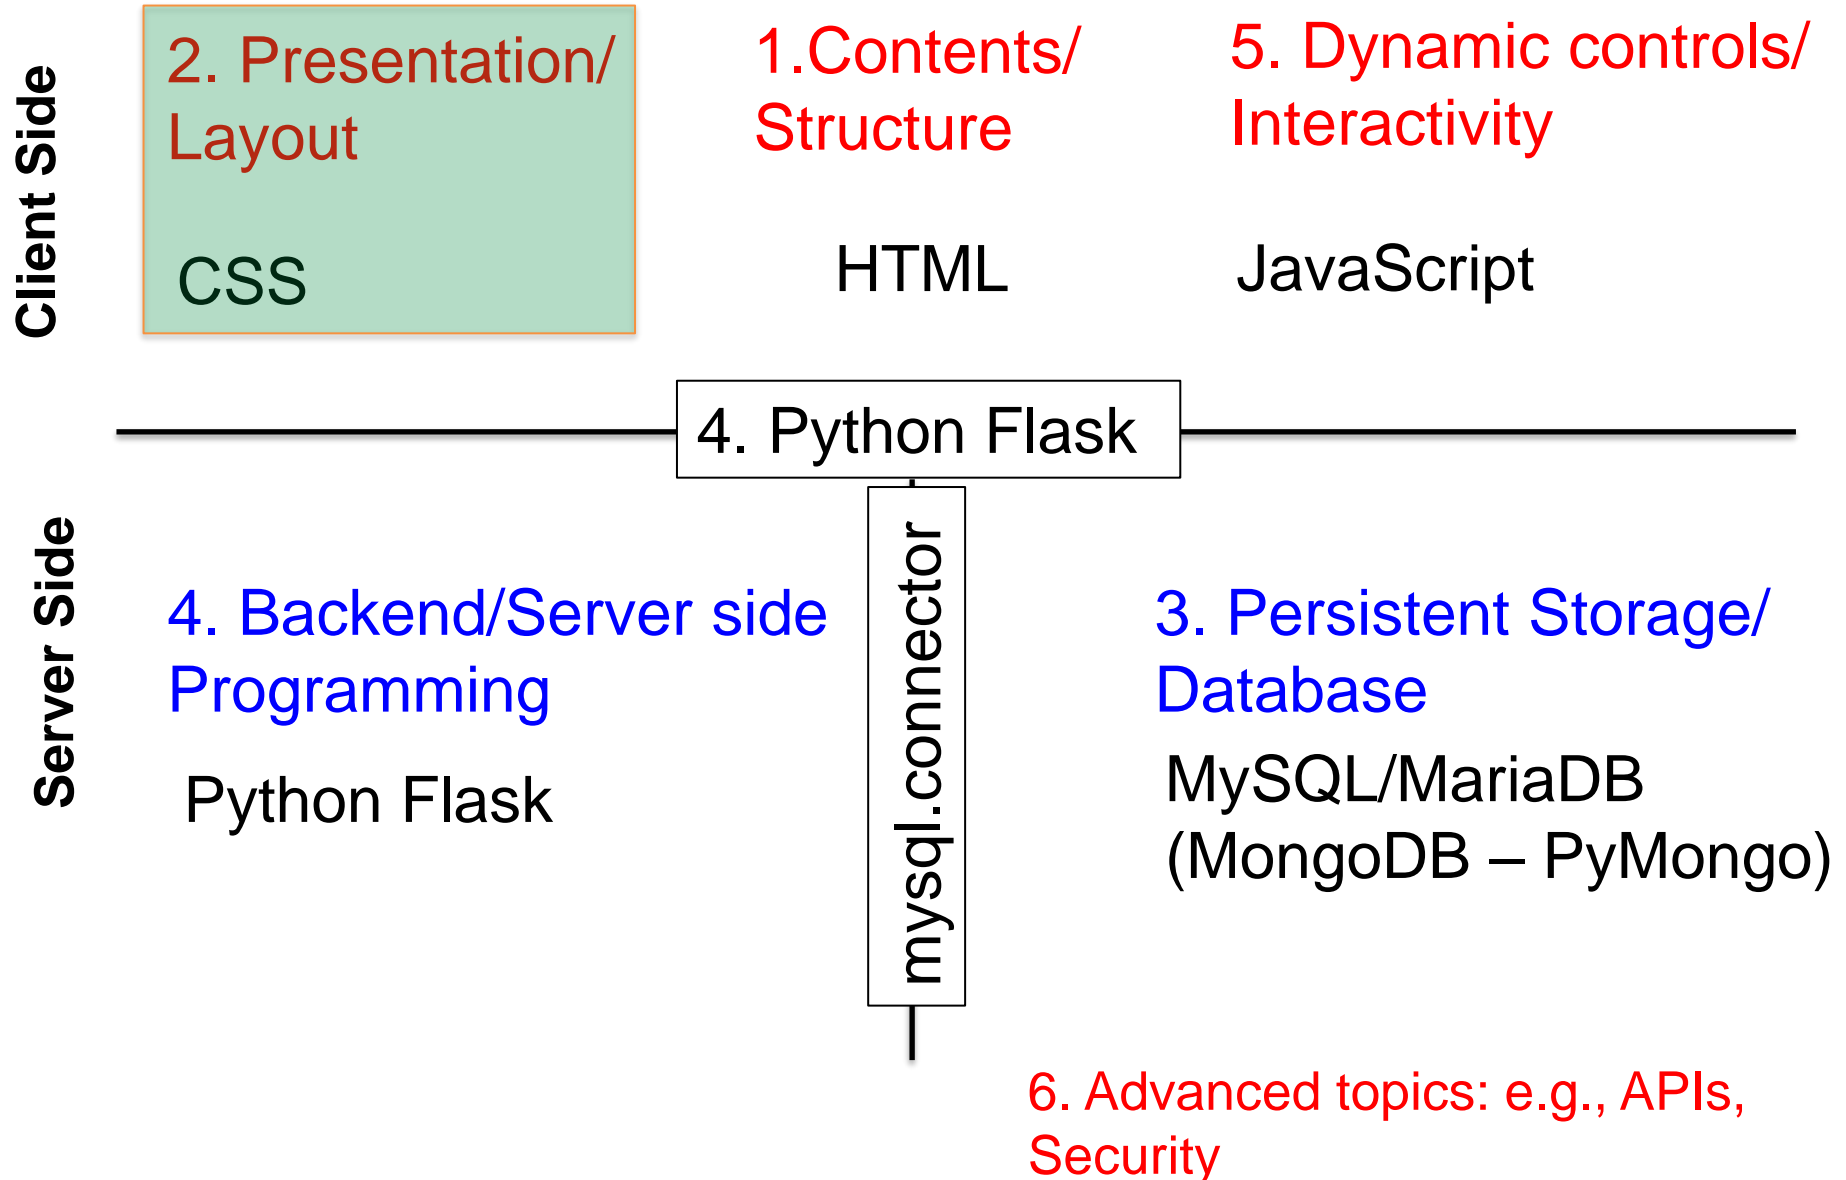 Client Side
2. Presentation/
Layout
CSS
1.Contents/
Structure
HTML
5. Dynamic controls/
Interactivity
JavaScript
4. Python Flask
mysql.connector
Server Side
4. Backend/Server side
Programming
Python Flask
3. Persistent Storage/
Database
MySQL/MariaDB
(MongoDB – PyMongo)
6. Advanced topics: e.g., APIs,
Security